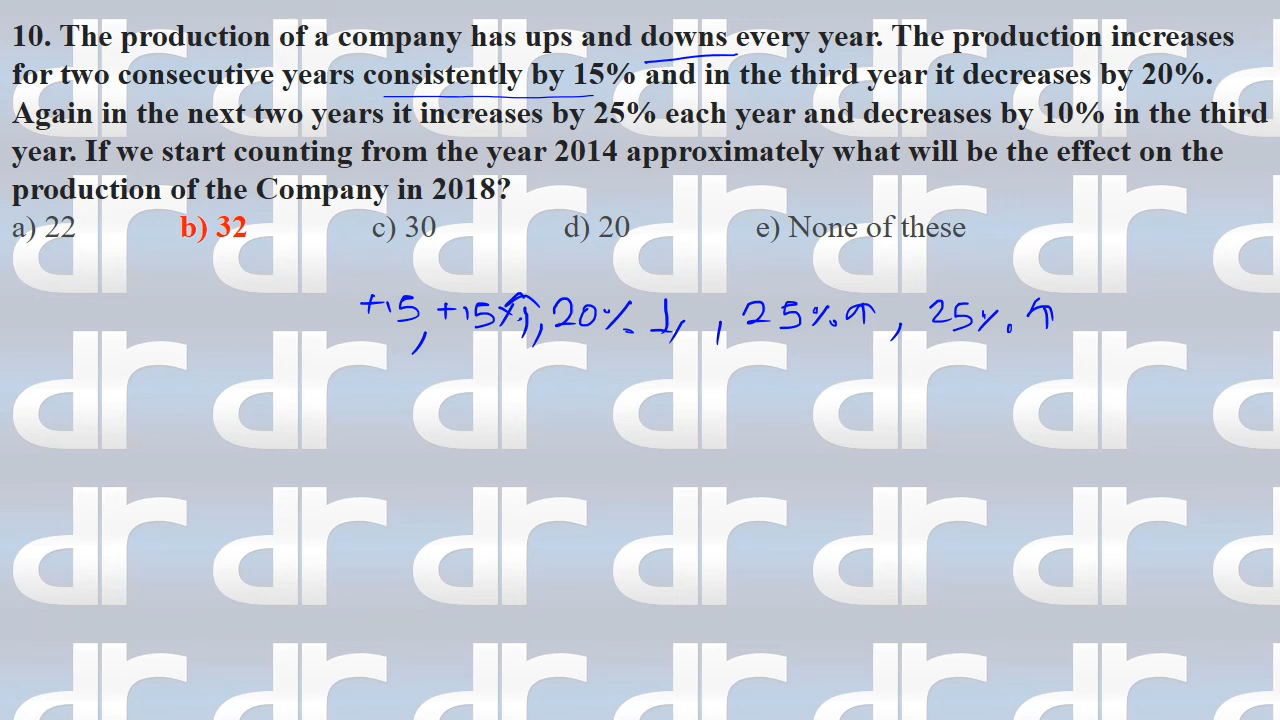 10. The production of a company has ups and downs every year. The production increases
for two consecutive years consistently by 15% and in the third year it decreases by 20%.
Again in the next two years it increases by 25% each year and decreases by 10% in the third
year. If we start counting from the year 2014 approximately what will be the effect on the
production of the Company in 2018?
a) 22 b) 32 c) 30 d) 20 e) None of these
+15, +15%↑, 20%↓, 25%↑, 25%↑